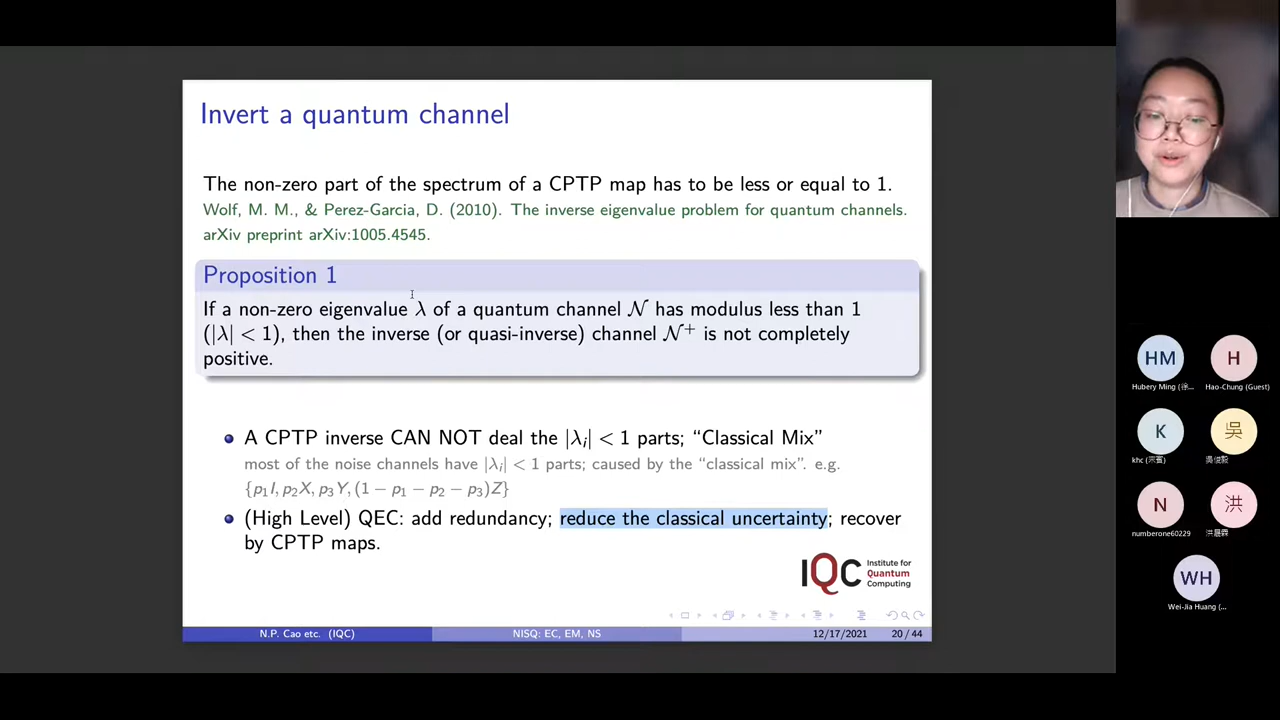 Invert a quantum channel
The non-zero part of the spectrum of a CPTP map has to be less or equal to 1.
Wolf, M. M., & Perez-Garcia, D. (2010). The inverse eigenvalue problem for quantum channels.
arXiv preprint arXiv:1005.4545.
Proposition 1
If a non-zero eigenvalue λ of a quantum channel 𝒩 has modulus less than 1
(|λ| < 1), then the inverse (or quasi-inverse) channel 𝒩⁺ is not completely
positive.
A CPTP inverse CAN NOT deal the |λᵢ| < 1 parts; “Classical Mix”
most of the noise channels have |λᵢ| < 1 parts; caused by the “classical mix”. e.g.
{p₁I, p₂X, p₃Y, (1 − p₁ − p₂ − p₃)Z}
(High Level) QEC: add redundancy; reduce the classical uncertainty; recover
by CPTP maps.
IQC
Institute for
Quantum
Computing
N.P. Cao etc. (IQC)
NISQ: EC, EM, NS
12/17/2021
20 / 44
HM
Hubery Ming (徐...
H
Hao-Chung (Guest)
K
吳
N
numberone60229
洪
WH
Wei-Jia Huang (...